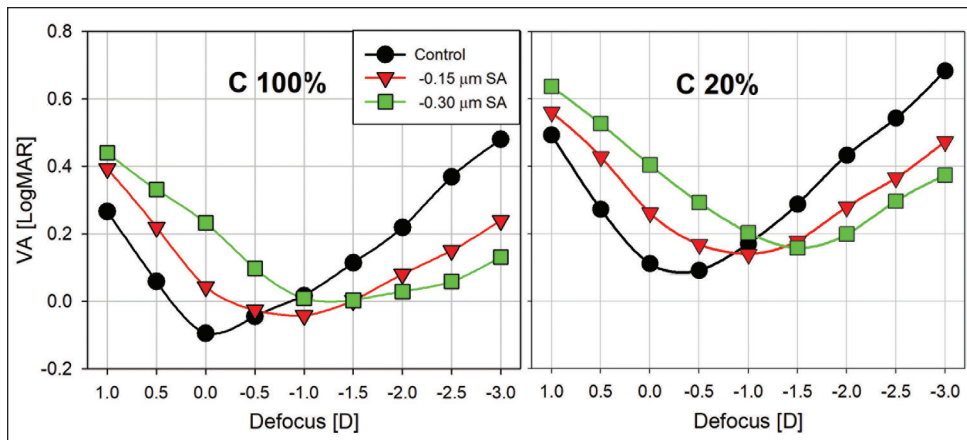 C 100%
Control
-0.15 μm SA
-0.30 μm SA
C 20%
VA [LogMAR]
0.8
0.6
0.4
0.2
0.0
-0.2
1.0 0.5 0.0 -0.5 -1.0 -1.5 -2.0 -2.5 -3.0
Defocus [D]
1.0 0.5 0.0 -0.5 -1.0 -1.5 -2.0 -2.5 -3.0
Defocus [D]